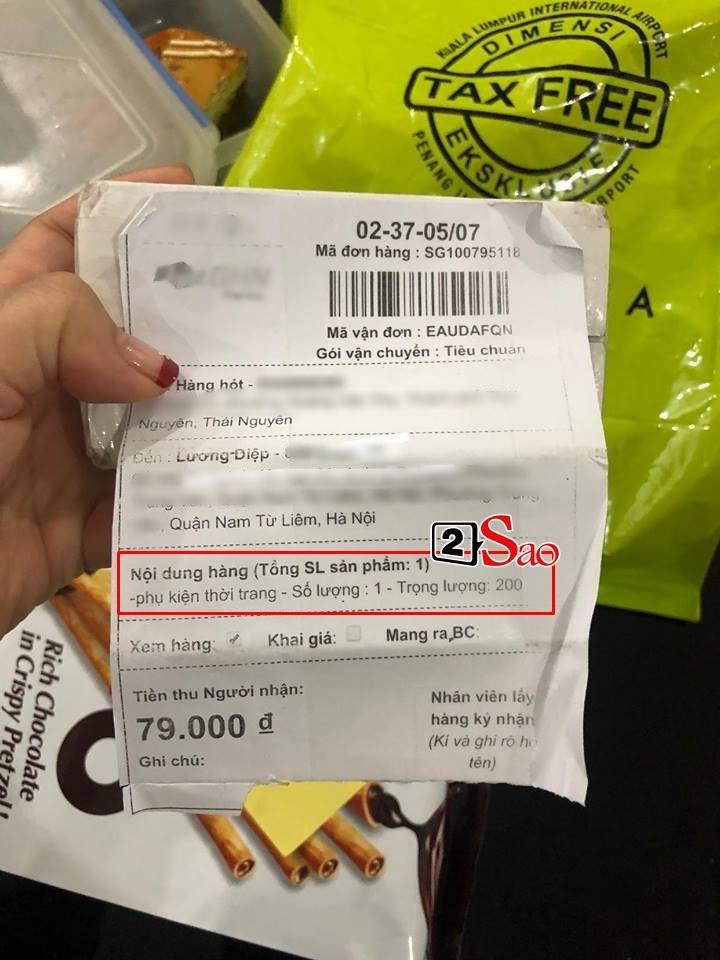 KUALA LUMPUR INTERNATIONAL AIRPORT
DIMENSI
TAX FREE
EKSKLUSIF
PENANG
AIRPORT
A
02-37-05/07
Mã đơn hàng : SG100795118
Mã vận đơn : EAUDAFQN
Gói vận chuyển : Tiêu chuẩn
Hàng hót -
Nguyên, Thái Nguyên
Đến : Lương Diệp -
Quận Nam Từ Liêm, Hà Nội
2Sao
Nội dung hàng (Tổng SL sản phẩm: 1)
-phụ kiện thời trang - Số lượng : 1 - Trọng lượng: 200
Xem hàng: Khai giá: Mang ra BC:
Tiền thu Người nhận:
79.000 đ
Ghi chú:
Nhân viên lấy
hàng ký nhận
(Kí và ghi rõ họ
tên)
Rich Chocolate
in Crispy Pretzel